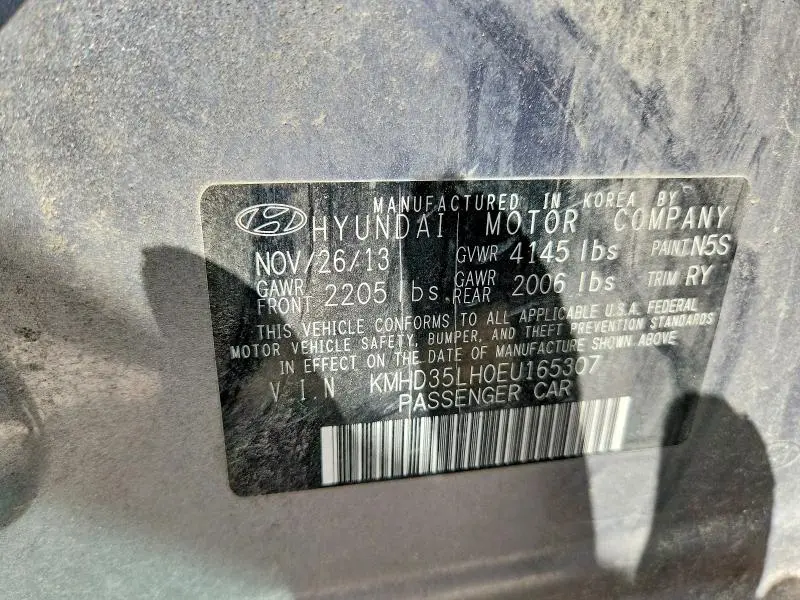 MANUFACTURED IN KOREA BY
HYUNDAI MOTOR COMPANY
NOV/26/13 GVWR 4145 lbs PAINT N5S
GAWR FRONT 2205 lbs. GAWR REAR 2006 lbs TRIM RY
THIS VEHICLE CONFORMS TO ALL APPLICABLE U.S.A. FEDERAL
MOTOR VEHICLE SAFETY, BUMPER, AND THEFT PREVENTION STANDARDS
IN EFFECT ON THE DATE OF MANUFACTURE SHOWN ABOVE.
V.I.N KMHD35LH0EU165307
PASSENGER CAR